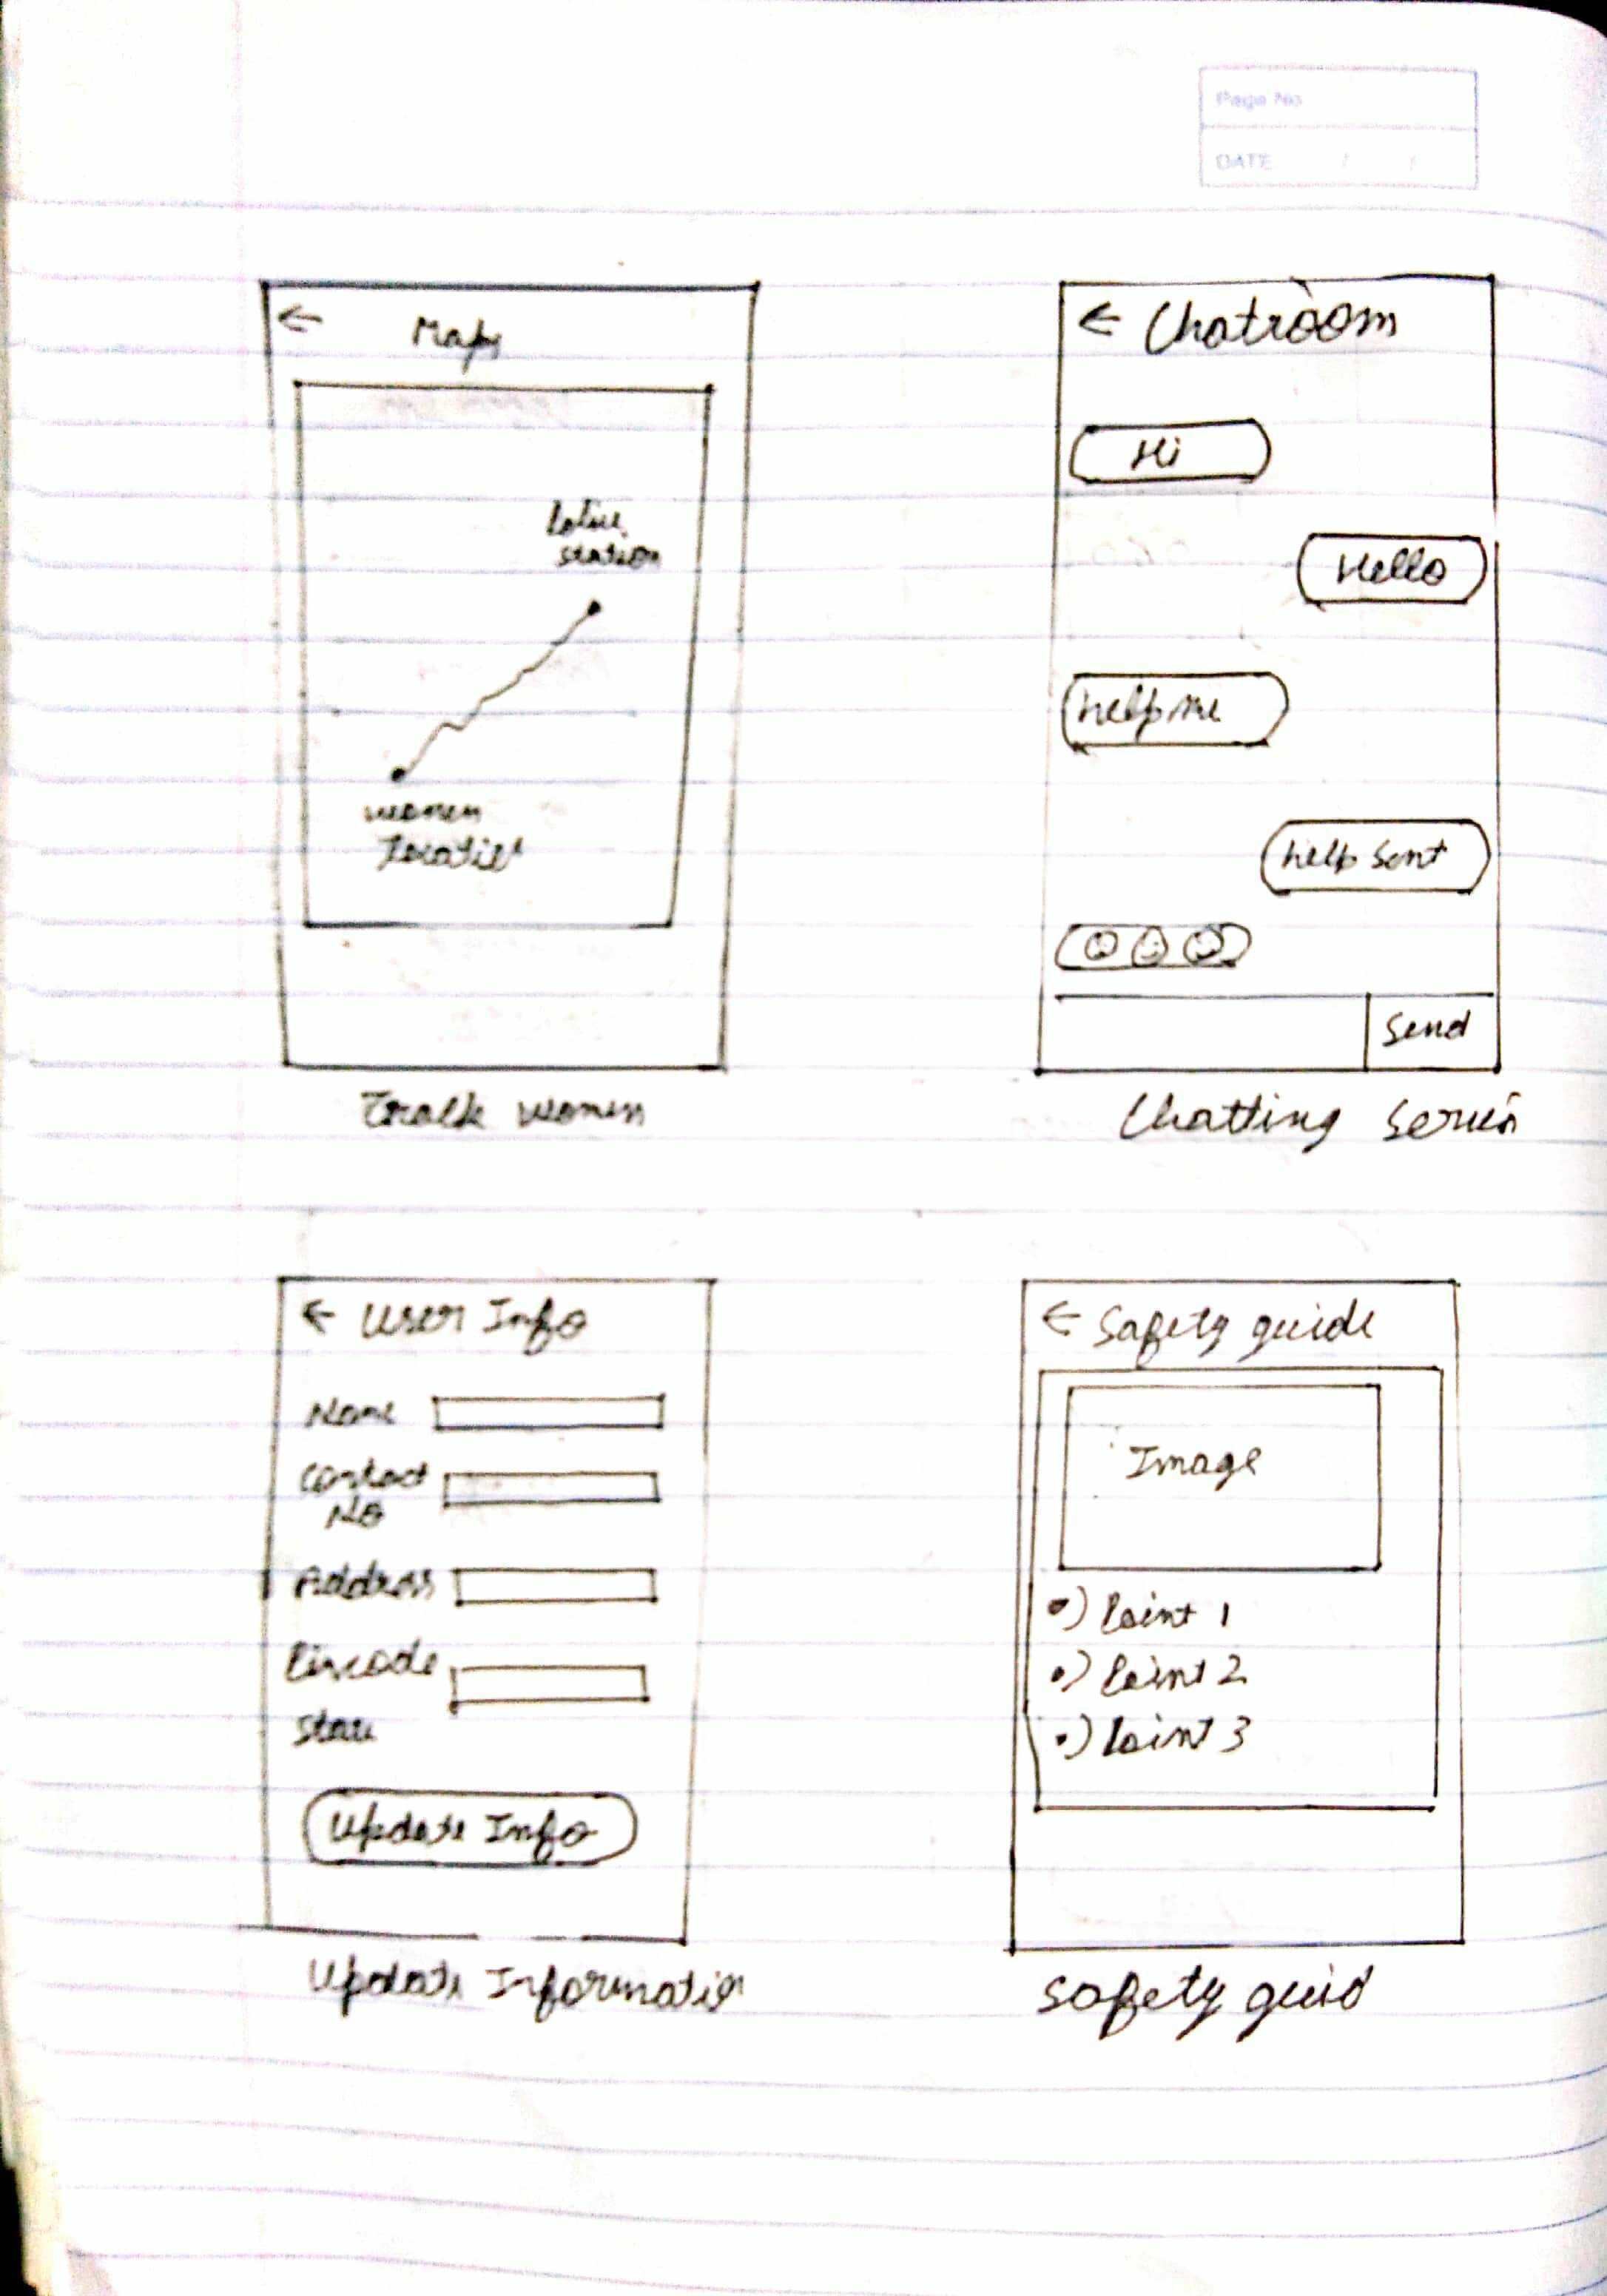 Page No
DATE / /
← Maps
Police
station
women
location
Track women
← Chatroom
Hi
Hello
help me
help Sent
Send
Chatting Screen
← User Info
Name
Contact
No
Address
Pincode
State
Update Info
Update Information
← Safety guide
Image
•) Point 1
•) Point 2
•) Point 3
Safety guid